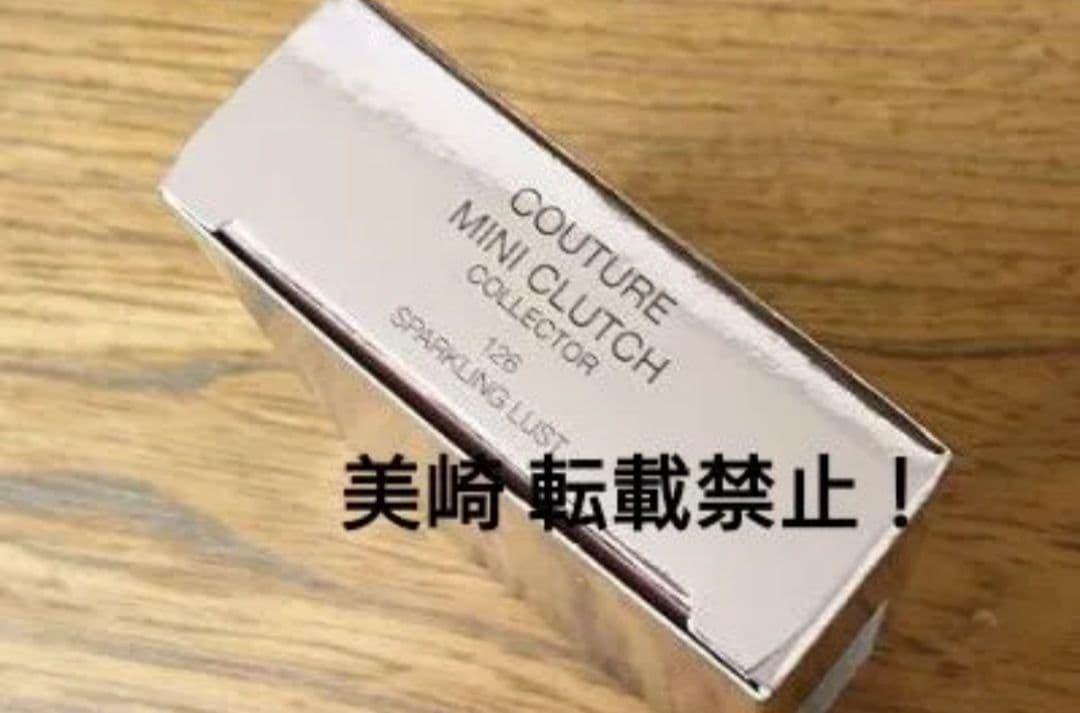 COUTURE
MINI CLUTCH
COLLECTOR
126
SPARKLING LUST
美崎 転載禁止！